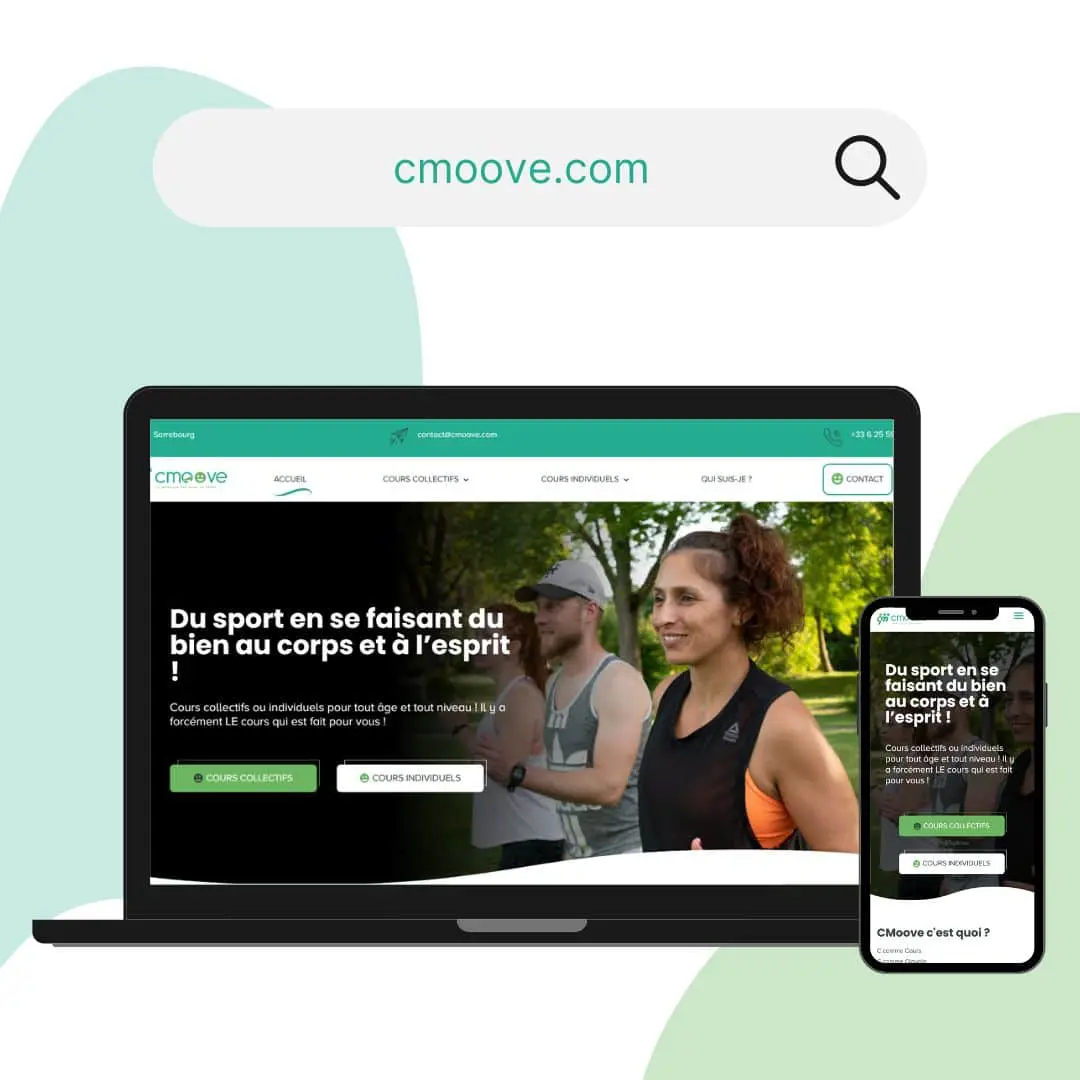 cmoove.com
Sarrebourg
contact@cmoove.com
+33 6 25 59
cmoove
ACCUEIL
COURS COLLECTIFS
COURS INDIVIDUELS
QUI SUIS-JE ?
CONTACT
Du sport en se faisant du
bien au corps et à l’esprit
!
Cours collectifs ou individuels pour tout âge et tout niveau ! Il y a
forcément LE cours qui est fait pour vous !
COURS COLLECTIFS
COURS INDIVIDUELS
Du sport en se
faisant du bien
au corps et à
l’esprit !
Cours collectifs ou individuels
pour tout âge et tout niveau ! Il y
a forcément LE cours qui est fait
pour vous !
COURS COLLECTIFS
COURS INDIVIDUELS
CMoove c'est quoi ?
C comme Cours